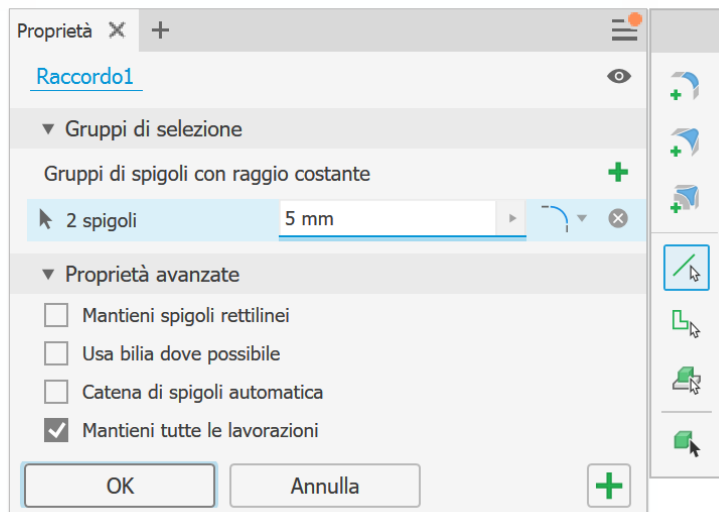 Proprietà
Raccordo1
Gruppi di selezione
Gruppi di spigoli con raggio costante
2 spigoli 5 mm
Proprietà avanzate
Mantieni spigoli rettilinei
Usa bilia dove possibile
Catena di spigoli automatica
Mantieni tutte le lavorazioni
OK Annulla